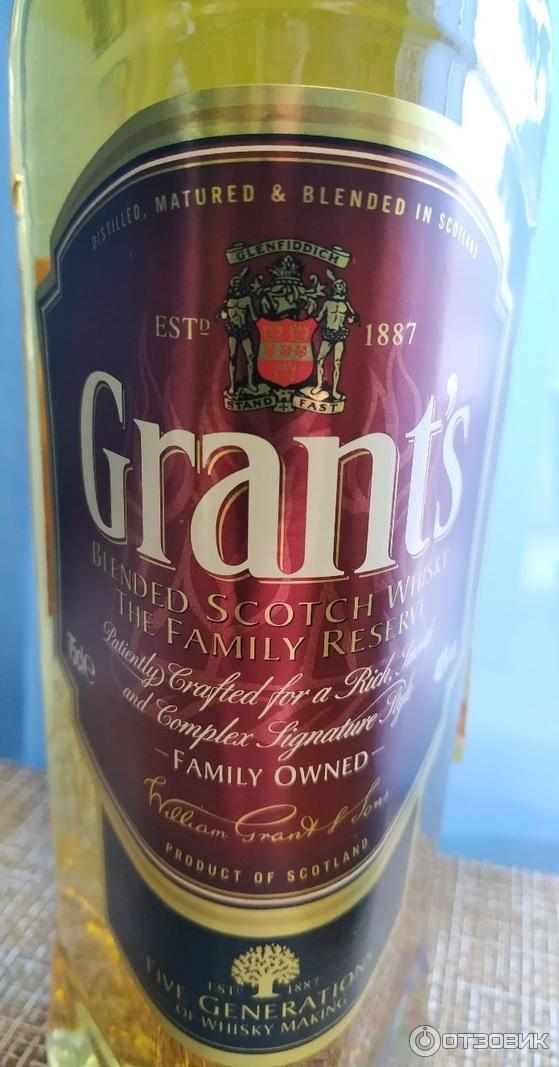 DISTILLED, MATURED & BLENDED IN SCOTLAND
GLENFIDDICH
ESTD 1887
STAND FAST
Grant's
BLENDED SCOTCH WHISKY
THE FAMILY RESERVE
Patiently Crafted for a Rich,
75cl e
and Complex Signature Style
FAMILY OWNED
William Grant & Sons
PRODUCT OF SCOTLAND
ESTD 1887
FIVE GENERATIONS
OF WHISKY MAKING
ОТЗОВИК